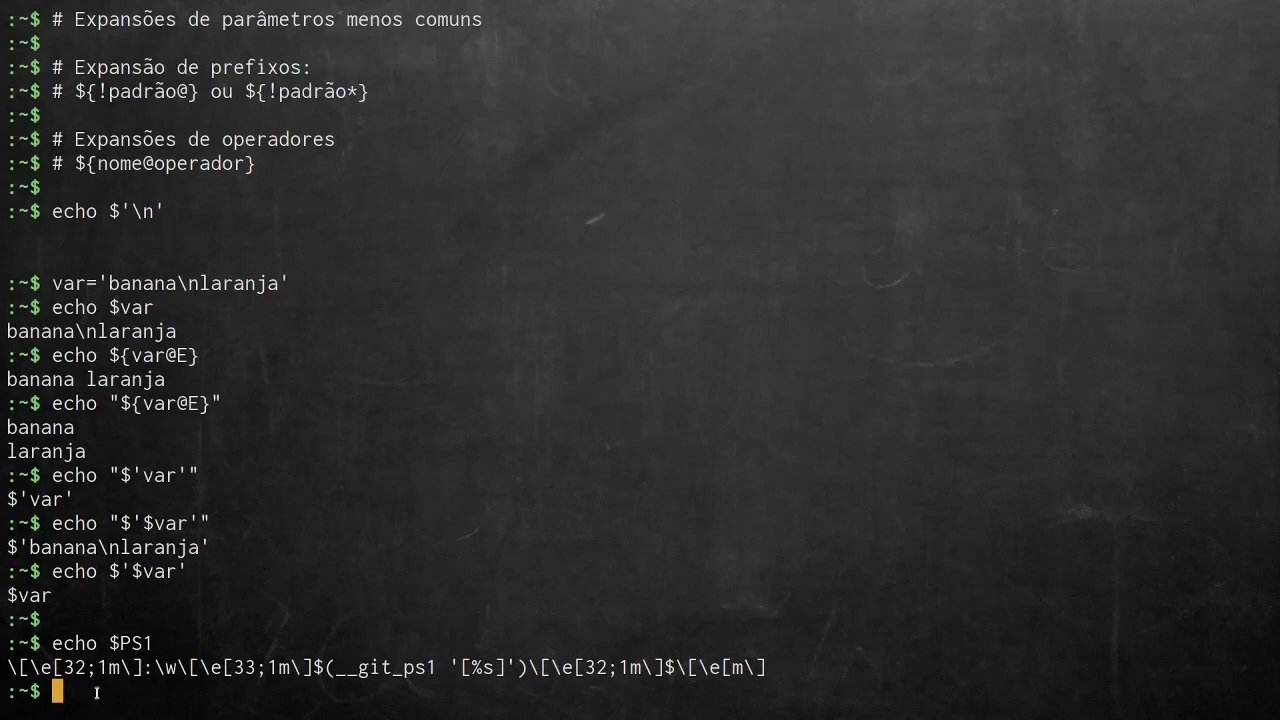 :~$ # Expansões de parâmetros menos comuns
:~$
:~$ # Expansão de prefixos:
:~$ # ${!padrão@} ou ${!padrão*}
:~$
:~$ # Expansões de operadores
:~$ # ${nome@operador}
:~$
:~$ echo $'\n'
:~$ var='banana\nlaranja'
:~$ echo $var
banana\nlaranja
:~$ echo ${var@E}
banana laranja
:~$ echo "${var@E}"
banana
laranja
:~$ echo "$'var'"
$'var'
:~$ echo "$'$var'"
$'banana\nlaranja'
:~$ echo $'$var'
$var
:~$
:~$ echo $PS1
\[\e[32;1m\]:\w\[\e[33;1m\]$(__git_ps1 '[%s]')\[\e[32;1m\]$\[\e[m\]
:~$